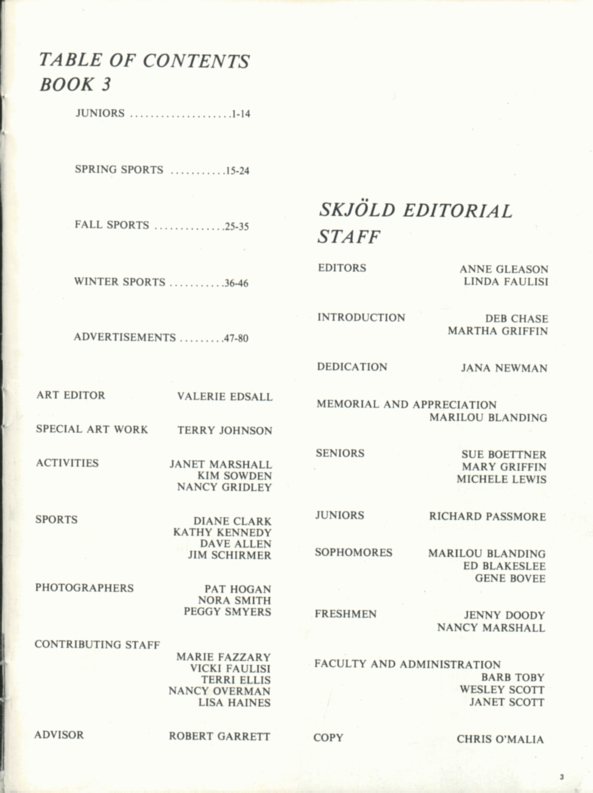 TABLE OF CONTENTS
BOOK 3
JUNIORS ....................1-14
SPRING SPORTS ...........15-24
FALL SPORTS ..............25-35
WINTER SPORTS ...........36-46
ADVERTISEMENTS .........47-80
ART EDITOR VALERIE EDSALL
SPECIAL ART WORK TERRY JOHNSON
ACTIVITIES JANET MARSHALL
KIM SOWDEN
NANCY GRIDLEY
SPORTS DIANE CLARK
KATHY KENNEDY
DAVE ALLEN
JIM SCHIRMER
PHOTOGRAPHERS PAT HOGAN
NORA SMITH
PEGGY SMYERS
CONTRIBUTING STAFF
MARIE FAZZARY
VICKI FAULISI
TERRI ELLIS
NANCY OVERMAN
LISA HAINES
ADVISOR ROBERT GARRETT
SKJÖLD EDITORIAL
STAFF
EDITORS ANNE GLEASON
LINDA FAULISI
INTRODUCTION DEB CHASE
MARTHA GRIFFIN
DEDICATION JANA NEWMAN
MEMORIAL AND APPRECIATION
MARILOU BLANDING
SENIORS SUE BOETTNER
MARY GRIFFIN
MICHELE LEWIS
JUNIORS RICHARD PASSMORE
SOPHOMORES MARILOU BLANDING
ED BLAKESLEE
GENE BOVEE
FRESHMEN JENNY DOODY
NANCY MARSHALL
FACULTY AND ADMINISTRATION
BARB TOBY
WESLEY SCOTT
JANET SCOTT
COPY CHRIS O'MALIA
3